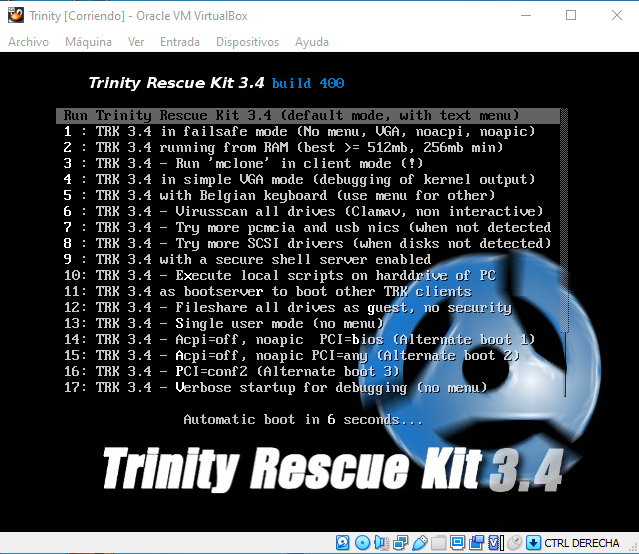 Trinity [Corriendo] - Oracle VM VirtualBox
Archivo Máquina Ver Entrada Dispositivos Ayuda
Trinity Rescue Kit 3.4 build 400
Run Trinity Rescue Kit 3.4 (default mode, with text menu)
1 : TRK 3.4 in failsafe mode (No menu, VGA, noacpi, noapic)
2 : TRK 3.4 running from RAM (best >= 512mb, 256mb min)
3 : TRK 3.4 - Run 'mclone' in client mode (!)
4 : TRK 3.4 in simple VGA mode (debugging of kernel output)
5 : TRK 3.4 with Belgian keyboard (use menu for other)
6 : TRK 3.4 - Virusscan all drives (Clamav, non interactive)
7 : TRK 3.4 - Try more pcmcia and usb nics (when not detected
8 : TRK 3.4 - Try more SCSI drivers (when disks not detected)
9 : TRK 3.4 with a secure shell server enabled
10: TRK 3.4 - Execute local scripts on harddrive of PC
11: TRK 3.4 as bootserver to boot other TRK clients
12: TRK 3.4 - Fileshare all drives as guest, no security
13: TRK 3.4 - Single user mode (no menu)
14: TRK 3.4 - Acpi=off, noapic  PCI=bios (Alternate boot 1)
15: TRK 3.4 - Acpi=off, noapic PCI=any (Alternate boot 2)
16: TRK 3.4 - PCI=conf2 (Alternate boot 3)
17: TRK 3.4 - Verbose startup for debugging (no menu)
Automatic boot in 6 seconds...
Trinity Rescue Kit 3.4
CTRL DERECHA